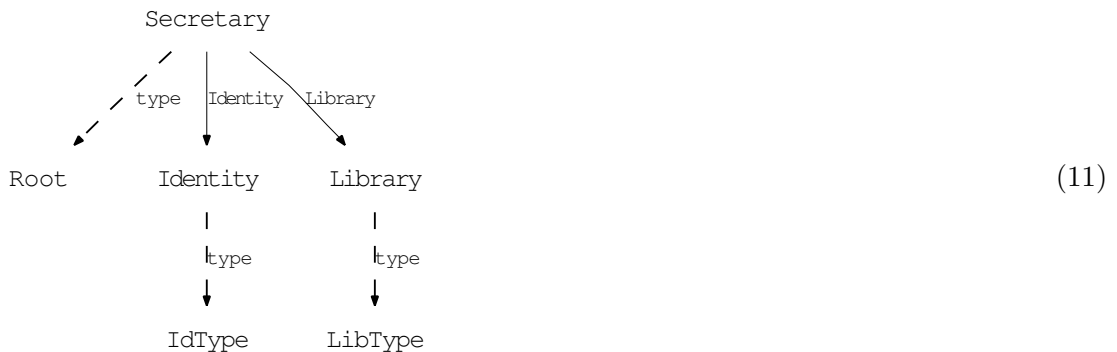 Secretary
type Identity Library
Root Identity Library (11)
type type
IdType LibType